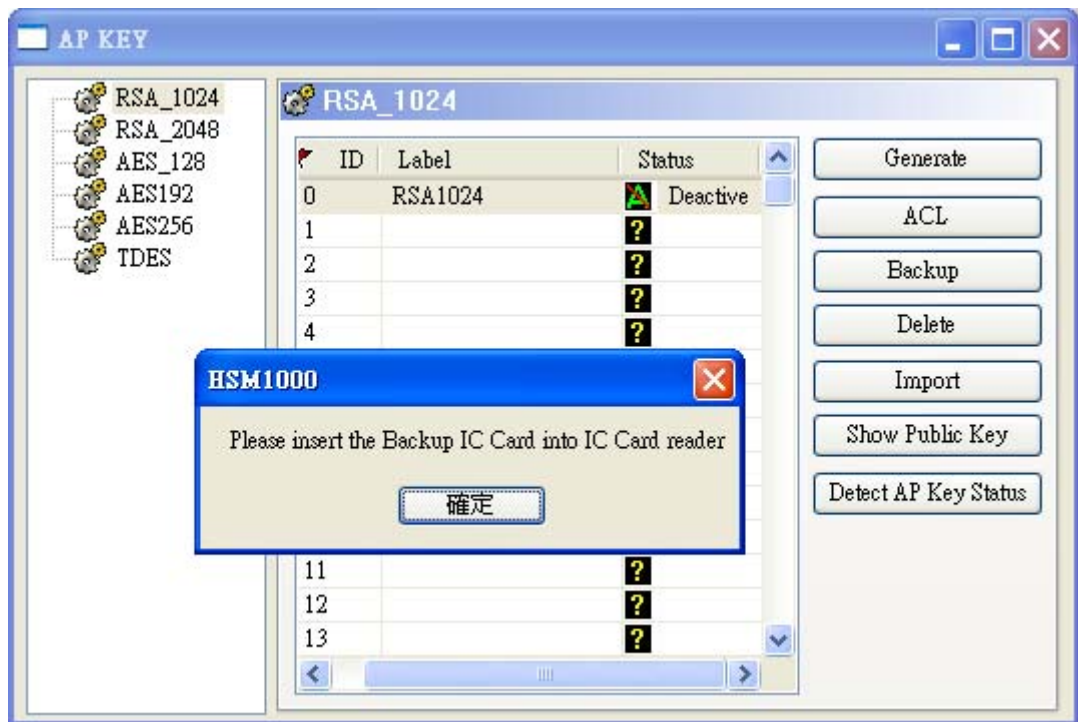 AP KEY
RSA_1024
RSA_2048
AES_128
AES192
AES256
TDES
RSA_1024
ID Label Status
0 RSA1024 Deactive
1 ?
2 ?
3 ?
4 ?
HSM1000
Please insert the Backup IC Card into IC Card reader
確定
11 ?
12 ?
13 ?
Generate
ACL
Backup
Delete
Import
Show Public Key
Detect AP Key Status